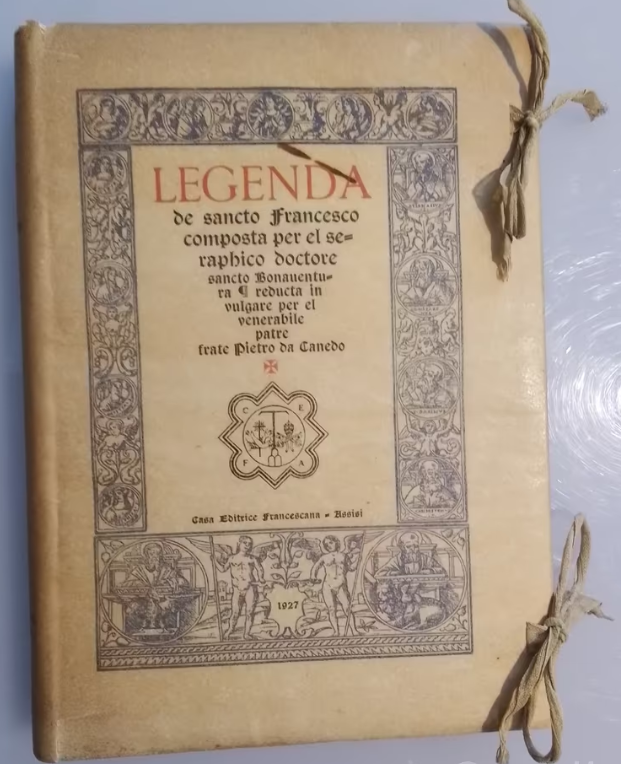 LEGENDA
de sancto Francesco
composta per el se=
raphico doctore
sancto Bonauentu=
ra ¶ reducta in
vulgare per el
venerabile
patre
frate Pietro da Canedo
✠
C E
F A
Casa Editrice Francescana = Assisi
1927